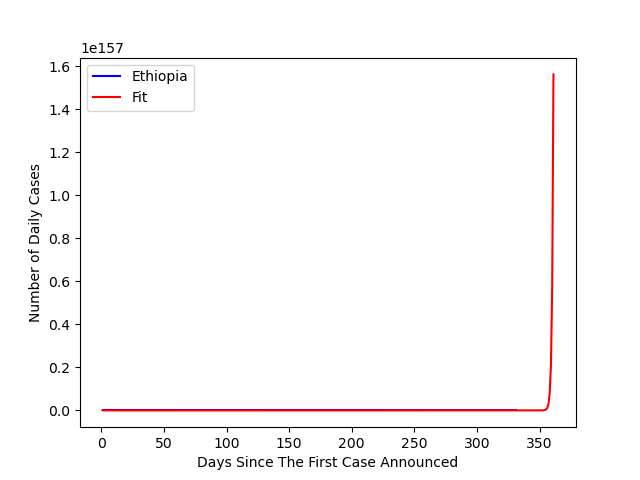 1e157
Ethiopia
Fit
1.6
1.4
1.2
1.0
0.8
0.6
0.4
0.2
0.0
Number of Daily Cases
0 50 100 150 200 250 300 350
Days Since The First Case Announced